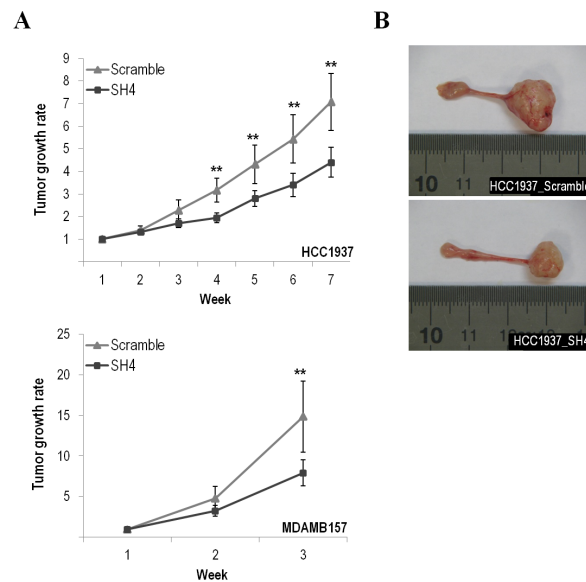 A
B
9
8
7
6
5
4
3
2
1
Tumor growth rate
Scramble
SH4
**
**
**
**
HCC1937
1 2 3 4 5 6 7
Week
10 11
HCC1937_Scramble
10 11
HCC1937_SH4
25
20
15
10
5
Tumor growth rate
Scramble
SH4
**
MDAMB157
1 2 3
Week